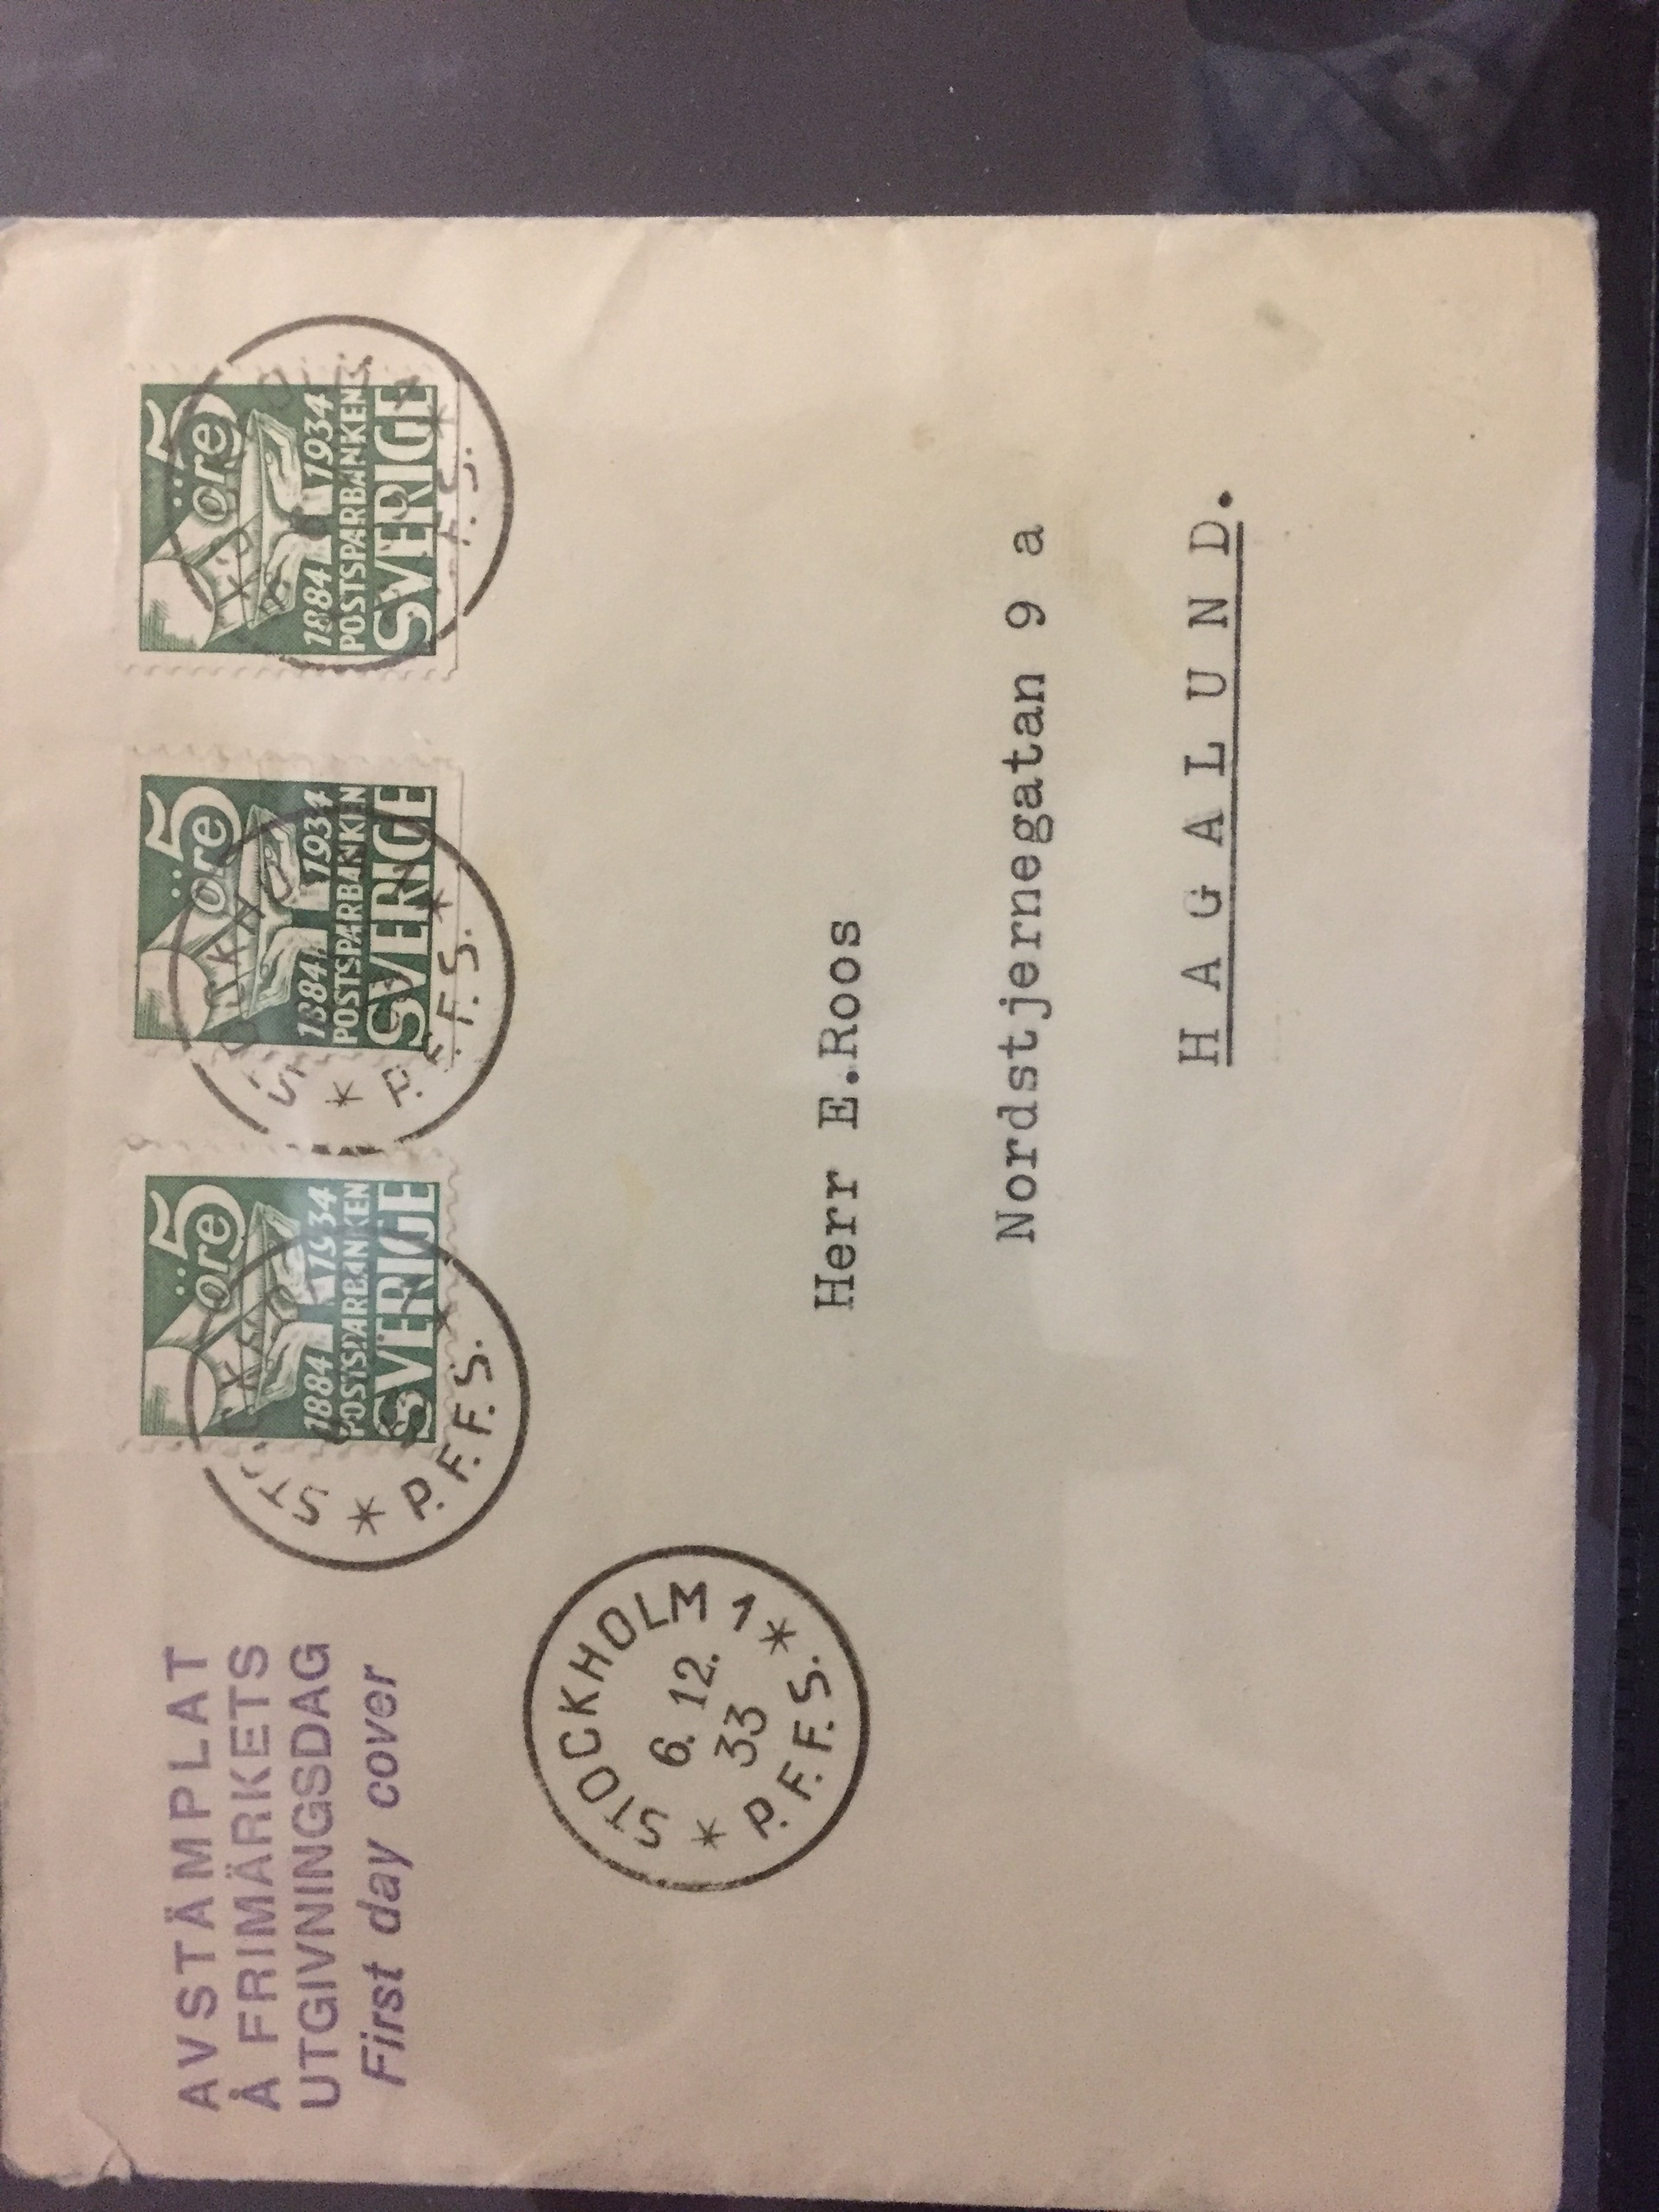 AVSTÄMPLAT
Å FRIMÄRKETS
UTGIVNINGSDAG
First day cover
5
öre
1884 1934
POSTSPARBANKEN
SVERIGE
P.F.F.S.
5
öre
1884 1934
POSTSPARBANKEN
SVERIGE
P.F.F.S.
5
öre
1884 1934
POSTSPARBANKEN
SVERIGE
F.S.
STOCKHOLM 1
6. 12.
33
* P.F.F.S. *
Herr E.Roos
Nordstjernegatan 9 a
HAGALUND.